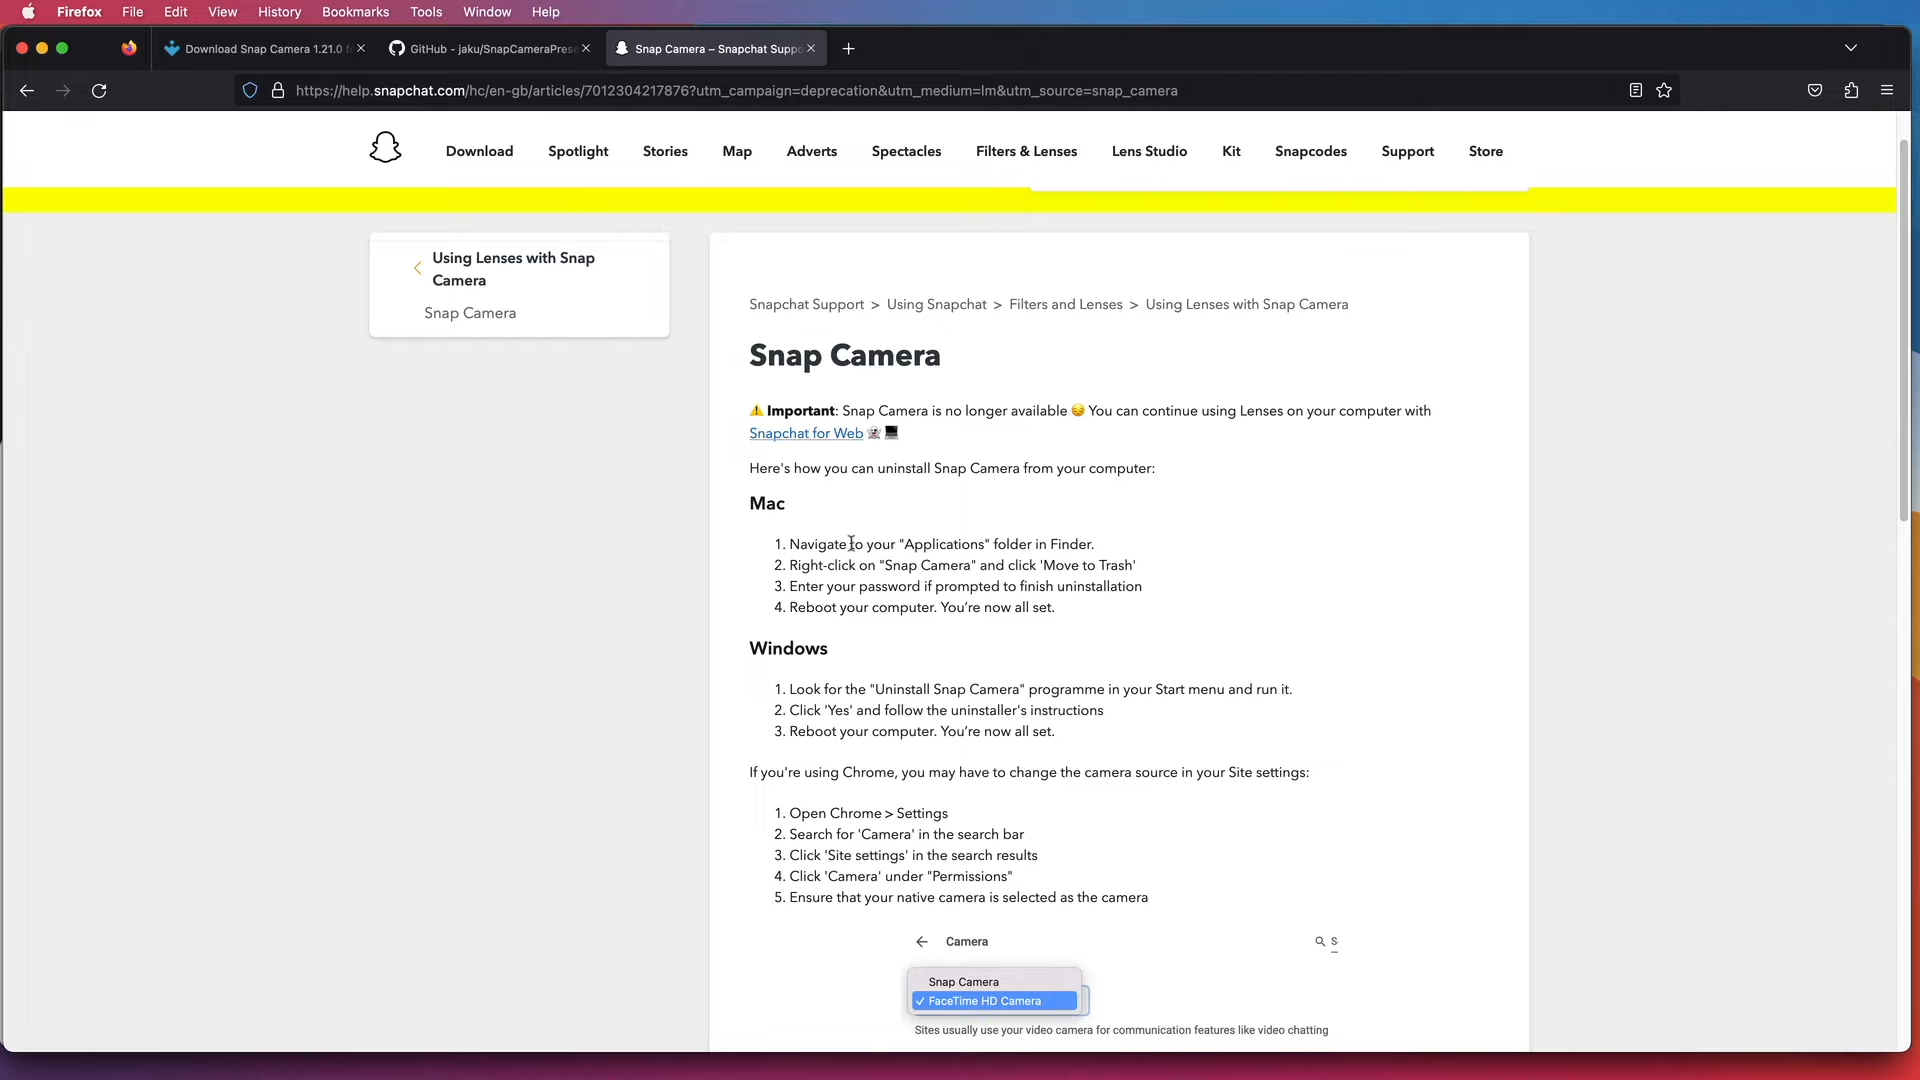 Firefox File Edit View History Bookmarks Tools Window Help
Download Snap Camera 1.21.0 f
GitHub - jaku/SnapCameraPrese
Snap Camera – Snapchat Suppo
https://help.snapchat.com/hc/en-gb/articles/7012304217876?utm_campaign=deprecation&utm_medium=lm&utm_source=snap_camera
Download Spotlight Stories Map Adverts Spectacles Filters & Lenses Lens Studio Kit Snapcodes Support Store
Using Lenses with Snap
Camera
Snap Camera
Snapchat Support > Using Snapchat > Filters and Lenses > Using Lenses with Snap Camera
Snap Camera
⚠️ Important: Snap Camera is no longer available 😔 You can continue using Lenses on your computer with
Snapchat for Web 👻 💻
Here's how you can uninstall Snap Camera from your computer:
Mac
1. Navigate to your "Applications" folder in Finder.
2. Right-click on "Snap Camera" and click 'Move to Trash'
3. Enter your password if prompted to finish uninstallation
4. Reboot your computer. You’re now all set.
Windows
1. Look for the "Uninstall Snap Camera" programme in your Start menu and run it.
2. Click 'Yes' and follow the uninstaller's instructions
3. Reboot your computer. You’re now all set.
If you're using Chrome, you may have to change the camera source in your Site settings:
1. Open Chrome > Settings
2. Search for 'Camera' in the search bar
3. Click 'Site settings' in the search results
4. Click 'Camera' under "Permissions"
5. Ensure that your native camera is selected as the camera
Camera S
Snap Camera
✓ FaceTime HD Camera
Sites usually use your video camera for communication features like video chatting